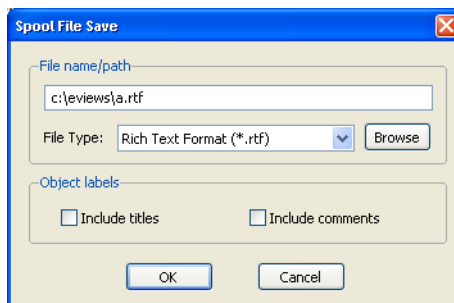 Spool File Save
File name/path
c:\eviews\a.rtf
File Type: Rich Text Format (*.rtf) Browse
Object labels
Include titles Include comments
OK Cancel